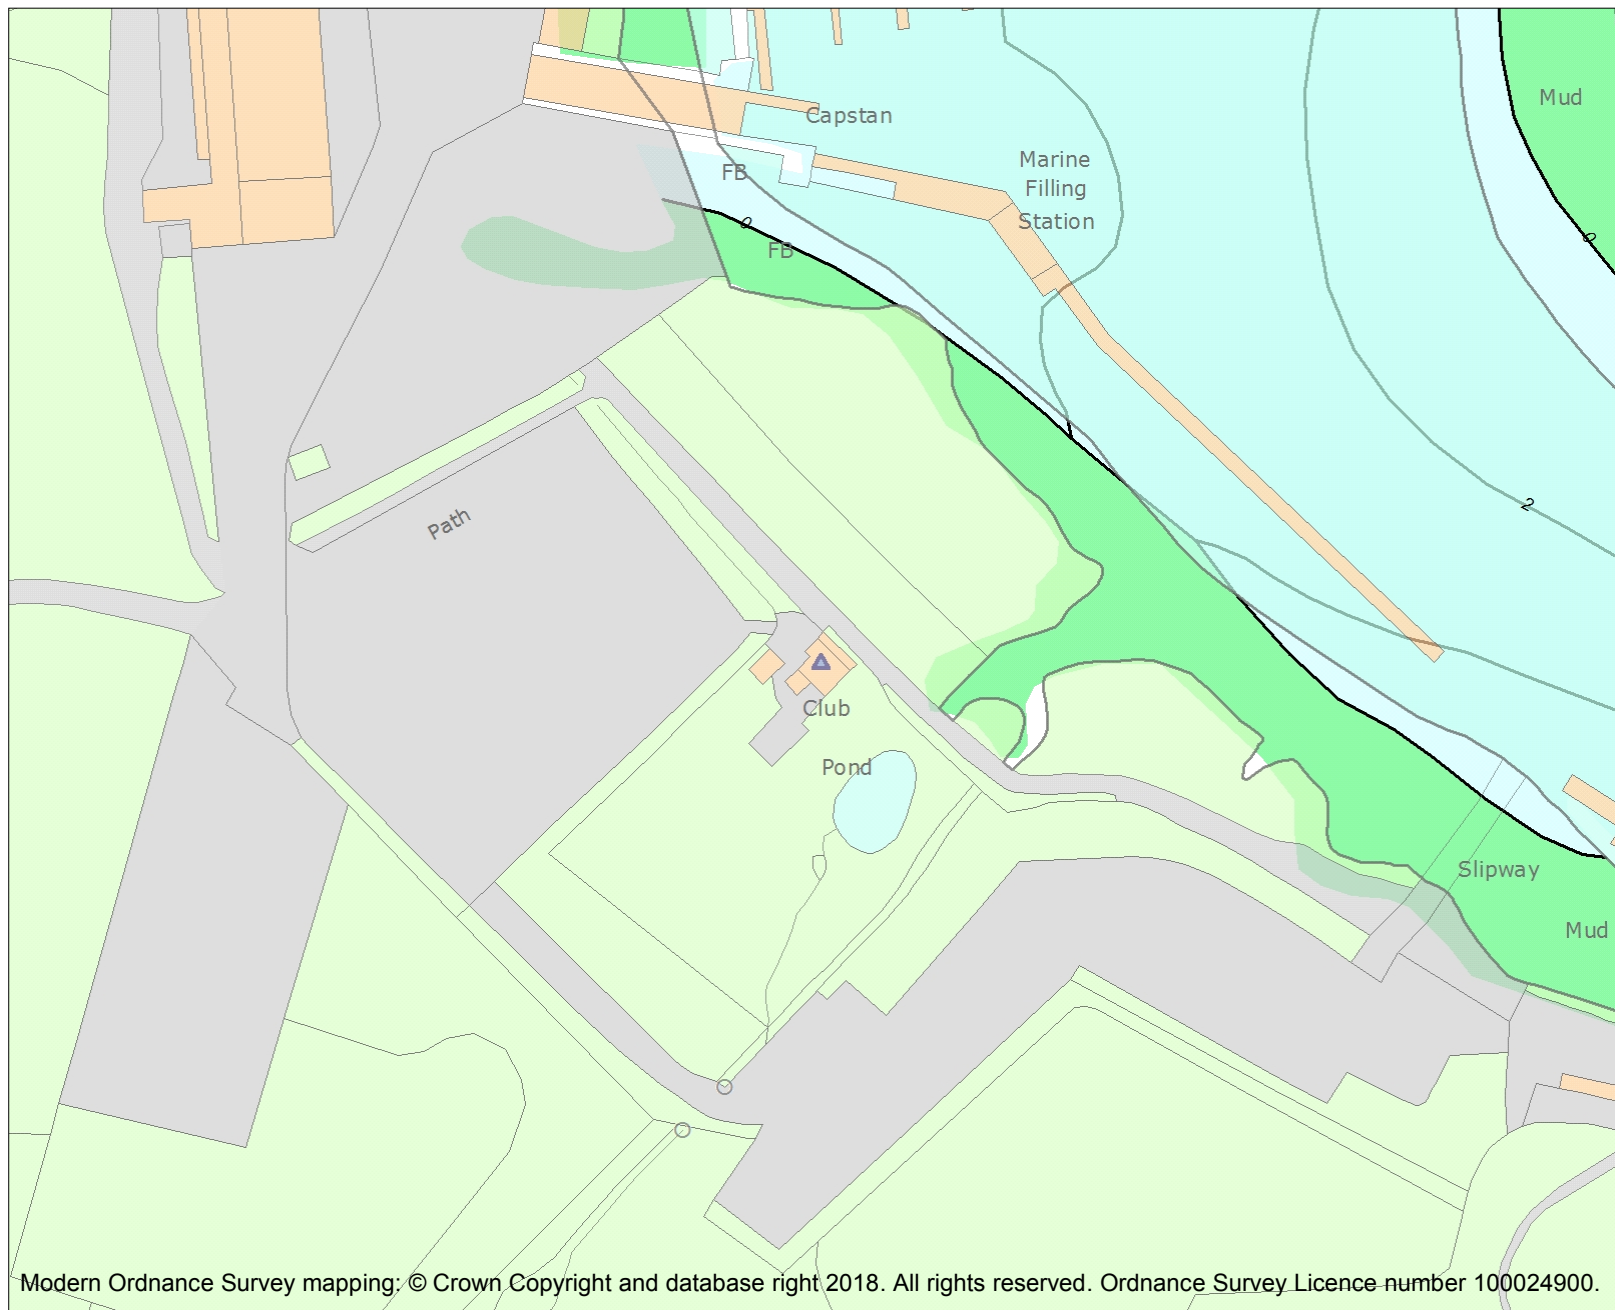 Mud
Capstan
Marine
Filling
Station
FB
0
FB
0
2
Path
Club
Pond
Slipway
Mud
Modern Ordnance Survey mapping: © Crown Copyright and database right 2018. All rights reserved. Ordnance Survey Licence number 100024900.